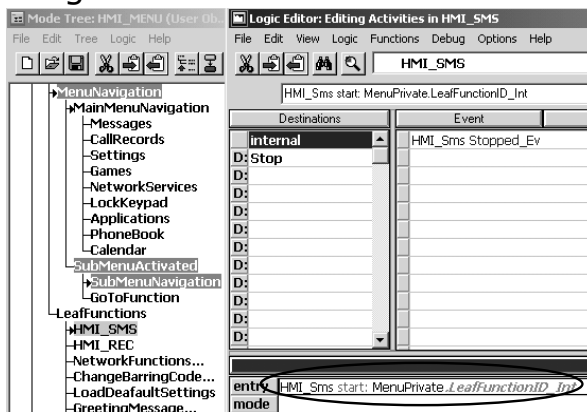 Mode Tree: HMI_MENU (User Ob..
File Edit Tree Logic Help
MenuNavigation
MainMenuNavigation
Messages
CallRecords
Settings
Games
NetworkServices
LockKeypad
Applications
PhoneBook
Calendar
SubMenuActivated
SubMenuNavigation
GoToFunction
LeafFunctions
HMI_SMS
HMI_REC
NetworkFunctions...
ChangeBarringCode...
LoadDeafaultSettings
GreetingMessage...
Logic Editor: Editing Activities in HMI_SMS
File Edit View Logic Functions Debug Options Help
HMI_SMS
HMI_Sms start: MenuPrivate.LeafFunctionID_Int
Destinations Event
internal HMI_Sms Stopped_Ev
D: Stop
D:
D:
D:
D:
D:
D:
D:
D:
D:
D:
entry HMI_Sms start: MenuPrivate.LeafFunctionID_Int
mode